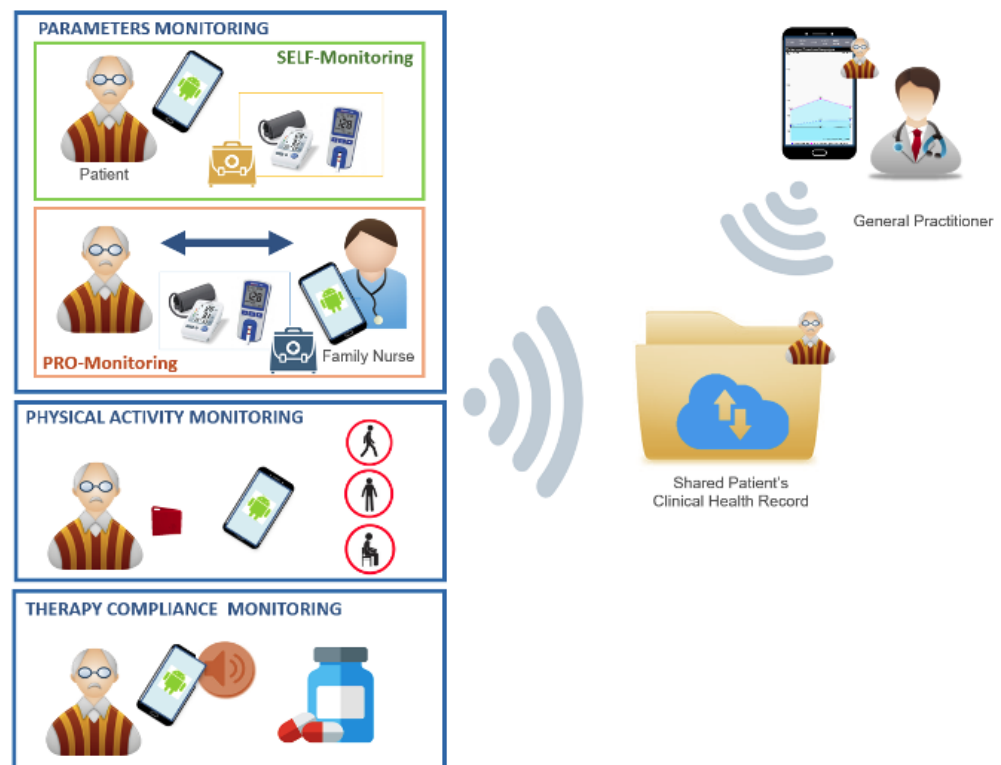 PARAMETERS MONITORING
SELF-Monitoring
Patient
PRO-Monitoring
Family Nurse
PHYSICAL ACTIVITY MONITORING
THERAPY COMPLIANCE MONITORING
General Practitioner
Shared Patient's
Clinical Health Record